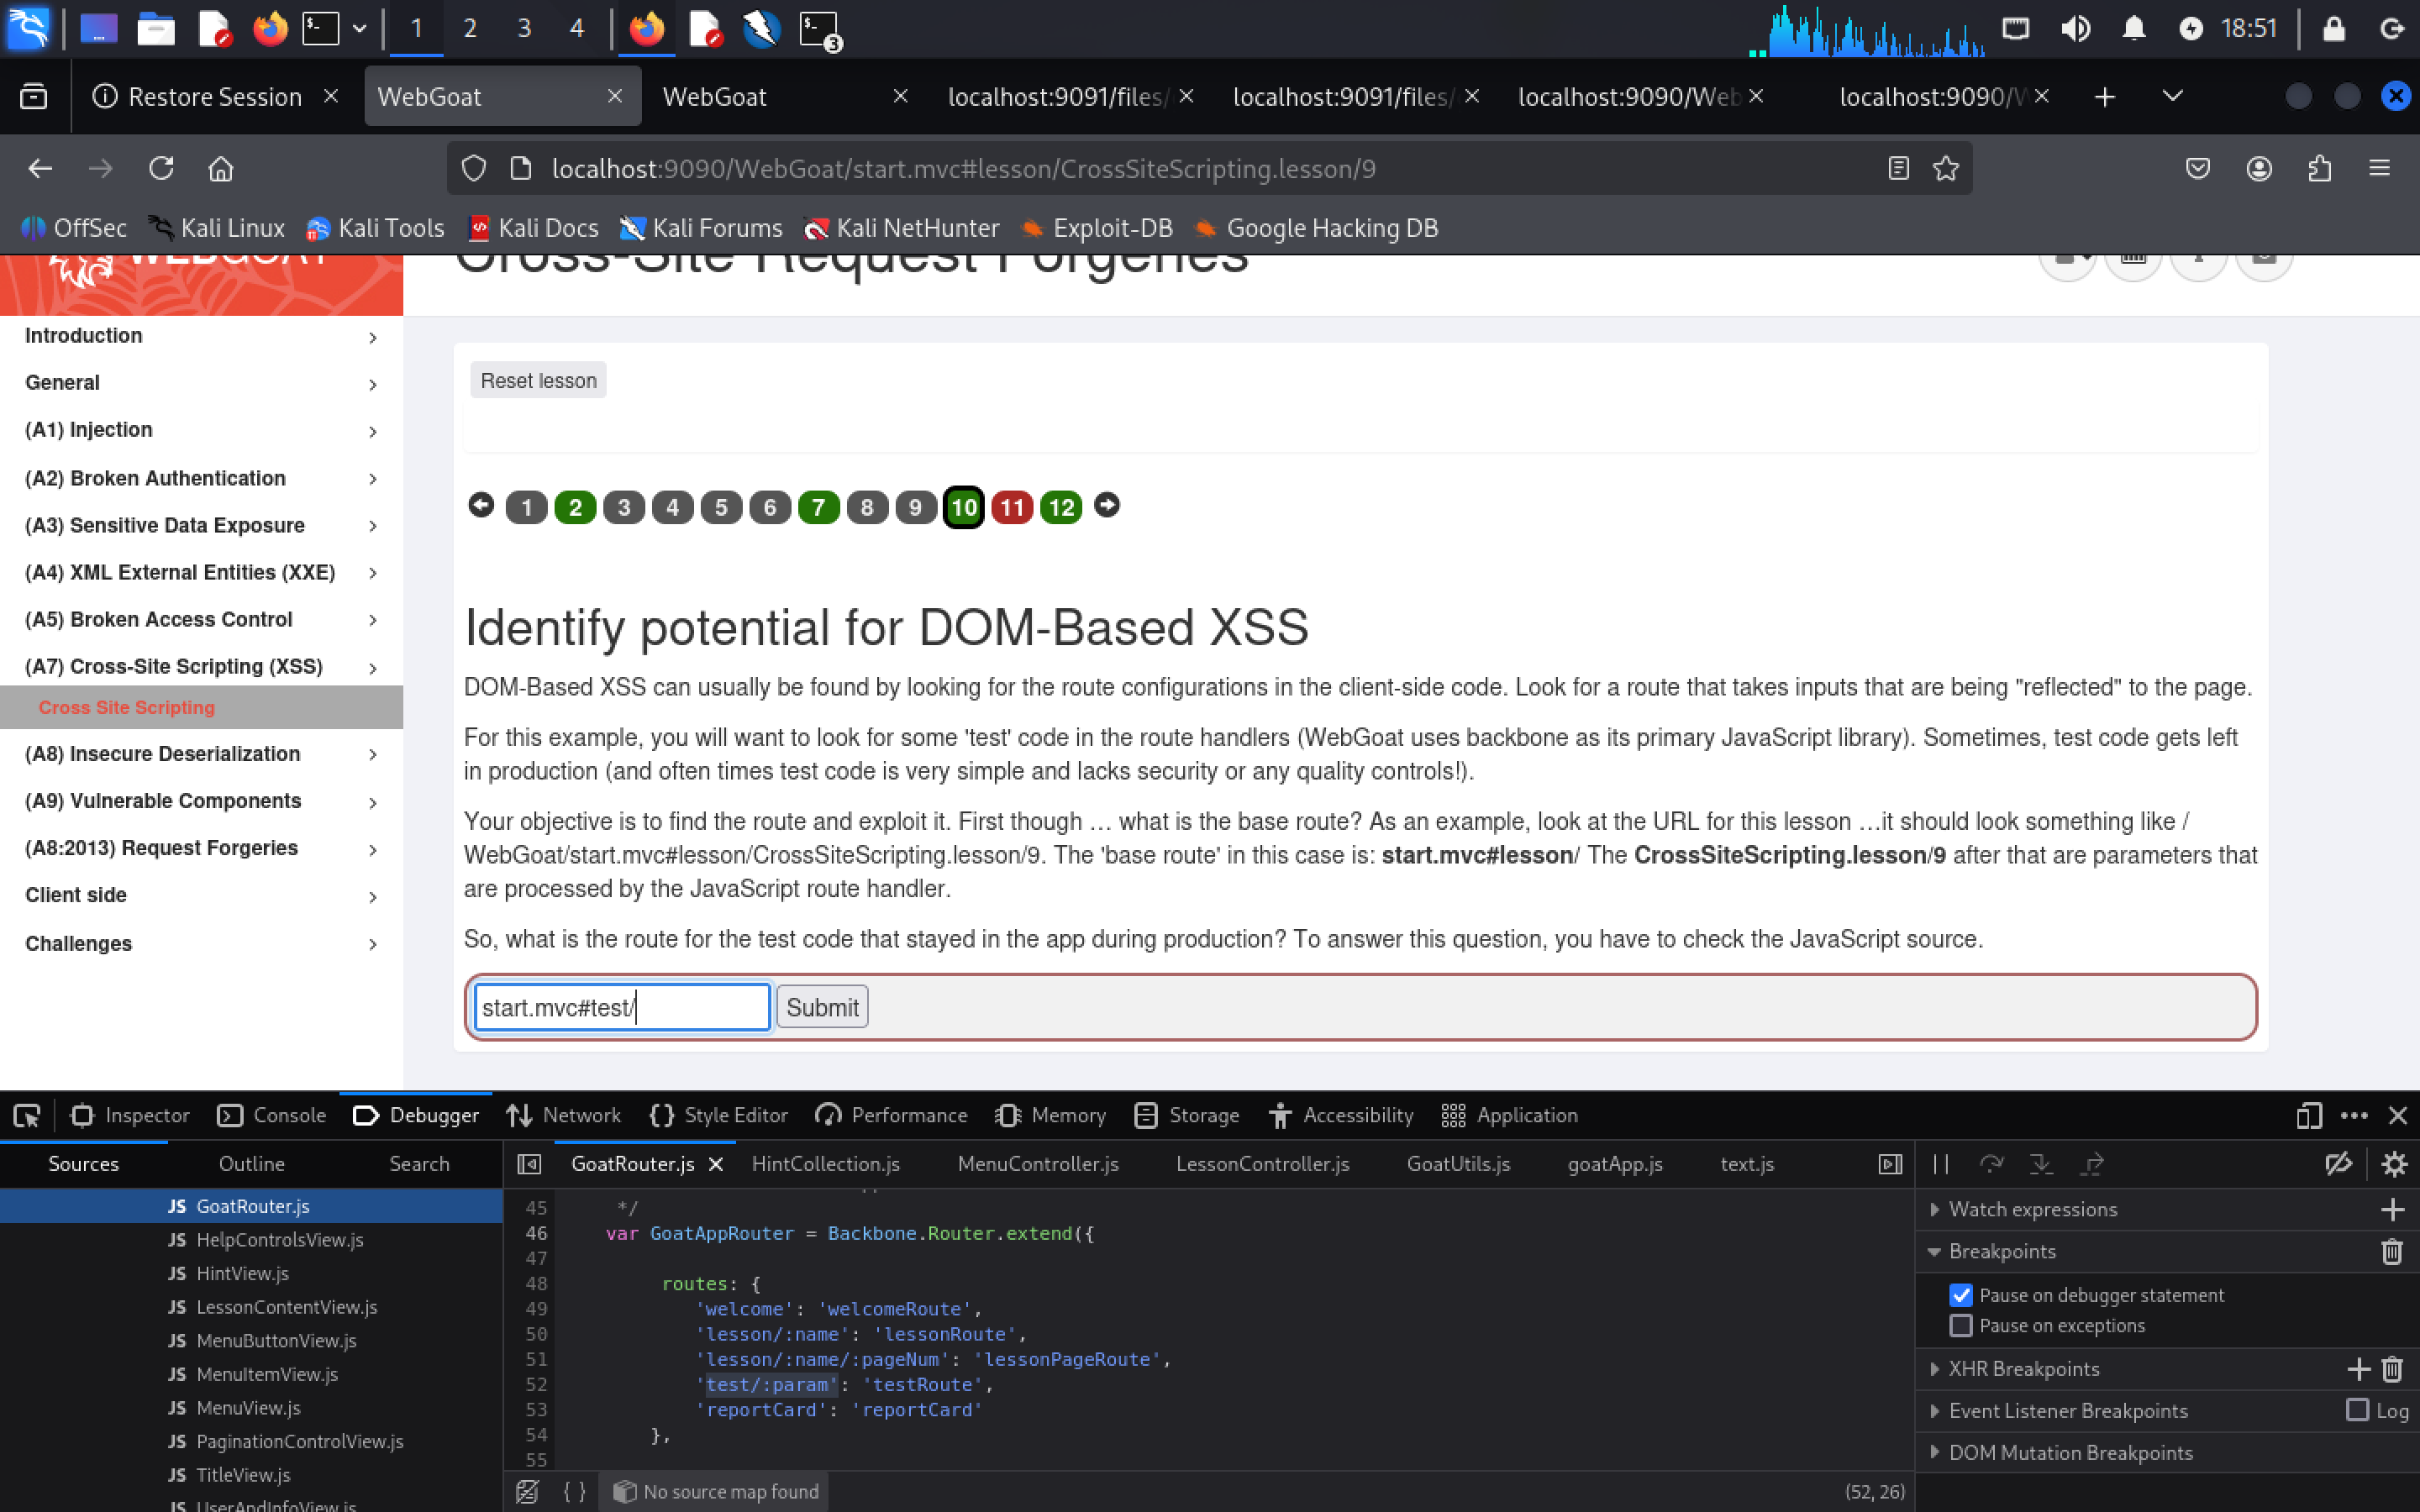 1 2 3 4 3 18:51
Restore Session WebGoat WebGoat localhost:9091/files/ localhost:9091/files/ localhost:9090/Web localhost:9090/W
localhost:9090/WebGoat/start.mvc#lesson/CrossSiteScripting.lesson/9
OffSec Kali Linux Kali Tools Kali Docs Kali Forums Kali NetHunter Exploit-DB Google Hacking DB
WEBGOAT
Cross-Site Request Forgeries
Introduction
General
(A1) Injection
(A2) Broken Authentication
(A3) Sensitive Data Exposure
(A4) XML External Entities (XXE)
(A5) Broken Access Control
(A7) Cross-Site Scripting (XSS)
Cross Site Scripting
(A8) Insecure Deserialization
(A9) Vulnerable Components
(A8:2013) Request Forgeries
Client side
Challenges
Reset lesson
1 2 3 4 5 6 7 8 9 10 11 12
Identify potential for DOM-Based XSS
DOM-Based XSS can usually be found by looking for the route configurations in the client-side code. Look for a route that takes inputs that are being "reflected" to the page.
For this example, you will want to look for some 'test' code in the route handlers (WebGoat uses backbone as its primary JavaScript library). Sometimes, test code gets left
in production (and often times test code is very simple and lacks security or any quality controls!).
Your objective is to find the route and exploit it. First though … what is the base route? As an example, look at the URL for this lesson …it should look something like /
WebGoat/start.mvc#lesson/CrossSiteScripting.lesson/9. The 'base route' in this case is: start.mvc#lesson/ The CrossSiteScripting.lesson/9 after that are parameters that
are processed by the JavaScript route handler.
So, what is the route for the test code that stayed in the app during production? To answer this question, you have to check the JavaScript source.
start.mvc#test/ Submit
Inspector Console Debugger Network Style Editor Performance Memory Storage Accessibility Application
Sources Outline Search
GoatRouter.js HintCollection.js MenuController.js LessonController.js GoatUtils.js goatApp.js text.js
JS GoatRouter.js
JS HelpControlsView.js
JS HintView.js
JS LessonContentView.js
JS MenuButtonView.js
JS MenuItemView.js
JS MenuView.js
JS PaginationControlView.js
JS TitleView.js
JS UserAndInfoView.js
45 */
46 var GoatAppRouter = Backbone.Router.extend({
47
48 routes: {
49 'welcome': 'welcomeRoute',
50 'lesson/:name': 'lessonRoute',
51 'lesson/:name/:pageNum': 'lessonPageRoute',
52 'test/:param': 'testRoute',
53 'reportCard': 'reportCard'
54 },
55
{ } No source map found (52, 26)
Watch expressions
Breakpoints
Pause on debugger statement
Pause on exceptions
XHR Breakpoints
Event Listener Breakpoints Log
DOM Mutation Breakpoints